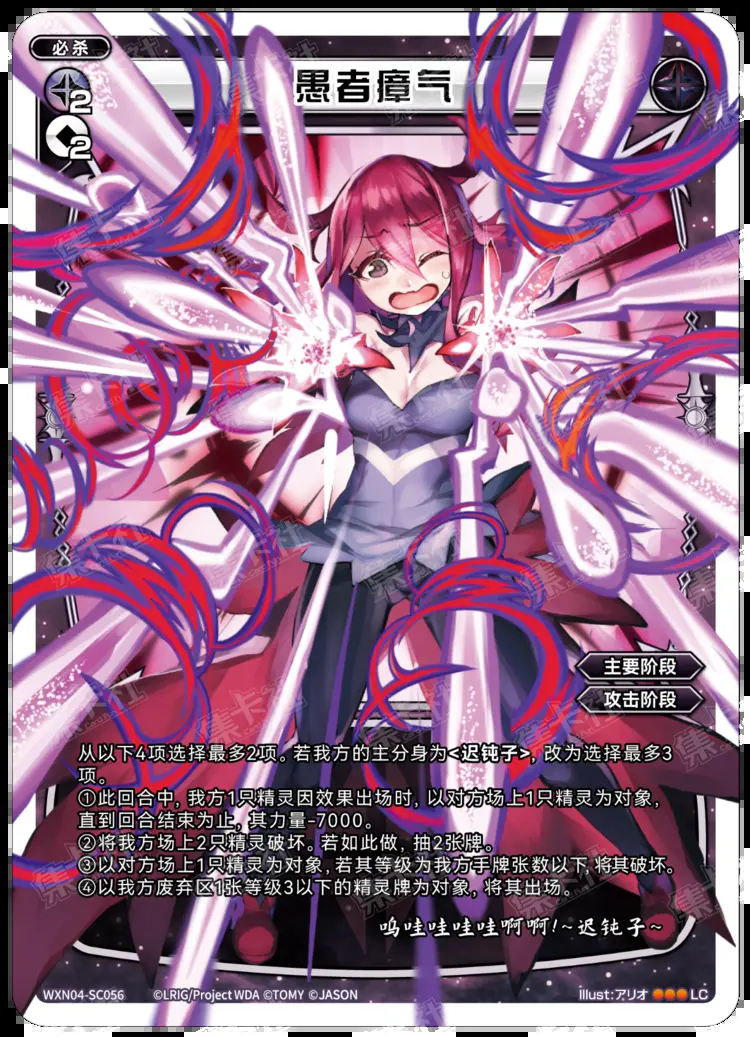 必杀
愚者瘴气
2
2
主要阶段
攻击阶段
从以下4项选择最多2项。若我方的主分身为<迟钝子>，改为选择最多3
项。
①此回合中，我方1只精灵因效果出场时，以对方场上1只精灵为对象，
直到回合结束为止，其力量-7000。
②将我方场上2只精灵破坏。若如此做，抽2张牌。
③以对方场上1只精灵为对象，若其等级为我方手牌张数以下，将其破坏。
④以我方废弃区1张等级3以下的精灵牌为对象，将其出场。
呜哇哇哇哇啊啊!~迟钝子~
WXN04-SC056 ©LRIG/Project WDA ©TOMY ©JASON Illust:アリオ LC
集卡社